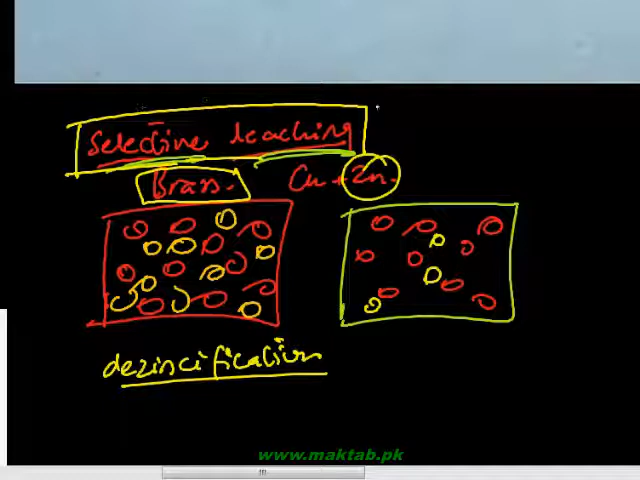 Selective leaching
Brass. Cu + Zn.
dezincification
www.maktab.pk